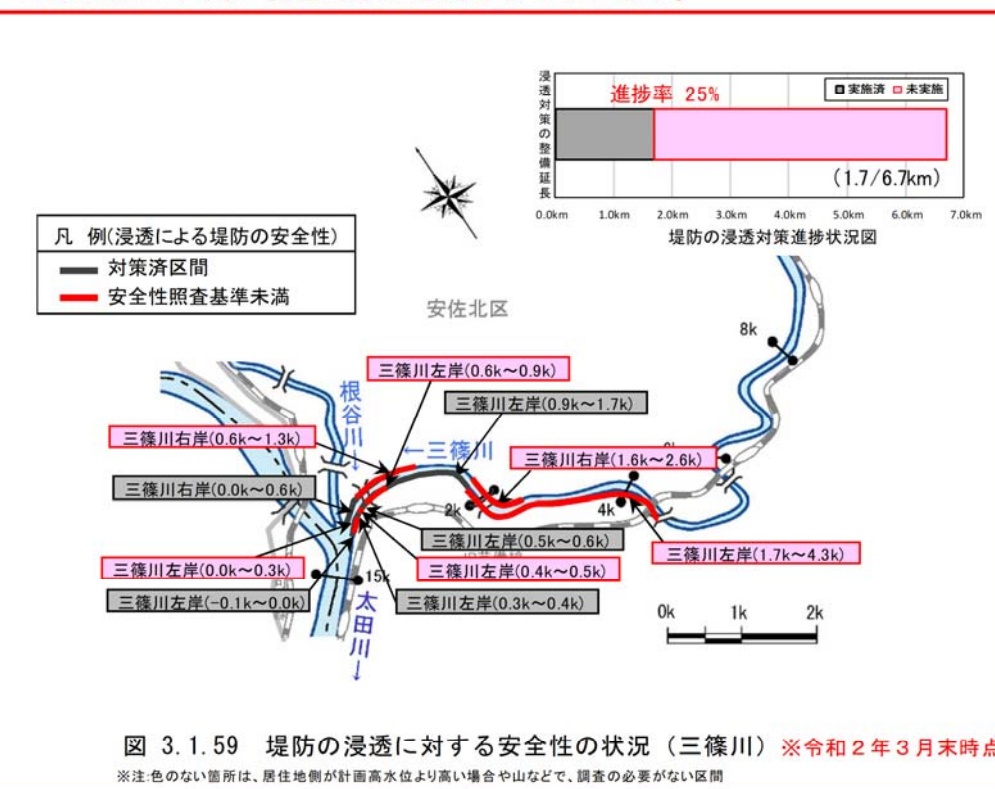 浸透対策の整備延長
進捗率 25%
実施済 未実施
(1.7/6.7km)
0.0km 1.0km 2.0km 3.0km 4.0km 5.0km 6.0km 7.0km
堤防の浸透対策進捗状況図
凡 例(浸透による堤防の安全性)
対策済区間
安全性照査基準未満
安佐北区
8k
三篠川左岸(0.6k〜0.9k)
根谷川↓
三篠川左岸(0.9k〜1.7k)
三篠川右岸(0.6k〜1.3k)
←三篠川
三篠川右岸(1.6k〜2.6k)
三篠川右岸(0.0k〜0.6k)
2k
4k
三篠川左岸(0.5k〜0.6k)
三篠川左岸(1.7k〜4.3k)
三篠川左岸(0.0k〜0.3k)
三篠川左岸(0.4k〜0.5k)
15k
三篠川左岸(-0.1k〜0.0k)
三篠川左岸(0.3k〜0.4k)
太田川↓
0k 1k 2k
図 3.1.59 堤防の浸透に対する安全性の状況（三篠川）※令和２年３月末時点
※注:色のない箇所は、居住地側が計画高水位より高い場合や山などで、調査の必要がない区間